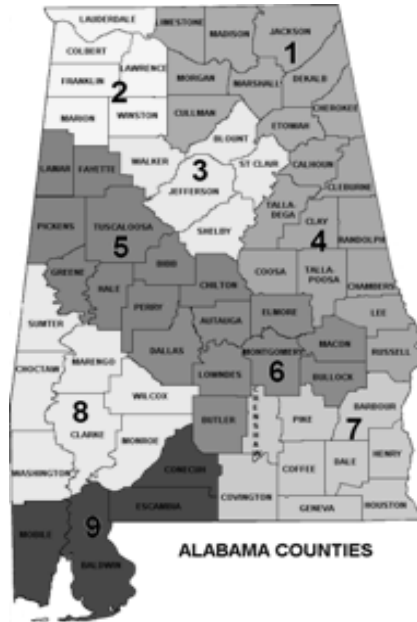 LAUDERDALE
LIMESTONE
MADISON
JACKSON
1
COLBERT
LAWRENCE
FRANKLIN
2
MORGAN
MARSHALL
DEKALB
MARION
WINSTON
CULLMAN
CHEROKEE
ETOWAH
BLOUNT
WALKER
3
ST CLAIR
CALHOUN
LAMAR
FAYETTE
JEFFERSON
CLEBURNE
TALLA-
DEGA
CLAY
RANDOLPH
PICKENS
TUSCALOOSA
5
SHELBY
4
BIBB
GREENE
HALE
CHILTON
COOSA
TALLA-
POOSA
CHAMBERS
PERRY
SUMTER
AUTAUGA
ELMORE
LEE
DALLAS
MACON
MONTGOMERY
RUSSELL
CHOCTAW
MARENGO
LOWNDES
6
BULLOCK
8
WILCOX
BUTLER
CRENSHAW
PIKE
BARBOUR
7
CLARKE
MONROE
WASHINGTON
CONECUH
COFFEE
DALE
HENRY
COVINGTON
ESCAMBIA
GENEVA
HOUSTON
MOBILE
9
BALDWIN
ALABAMA COUNTIES